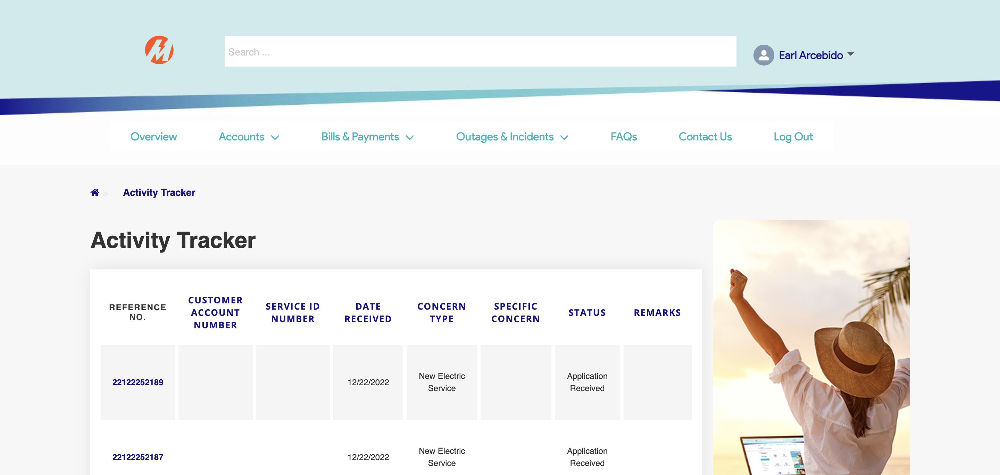 Search ...
Earl Arcebido
Overview
Accounts
Bills & Payments
Outages & Incidents
FAQs
Contact Us
Log Out
> Activity Tracker
Activity Tracker
REFERENCE
NO.
CUSTOMER
ACCOUNT
NUMBER
SERVICE ID
NUMBER
DATE
RECEIVED
CONCERN
TYPE
SPECIFIC
CONCERN
STATUS
REMARKS
22122252189
12/22/2022
New Electric
Service
Application
Received
22122252187
12/22/2022
New Electric
Service
Application
Received